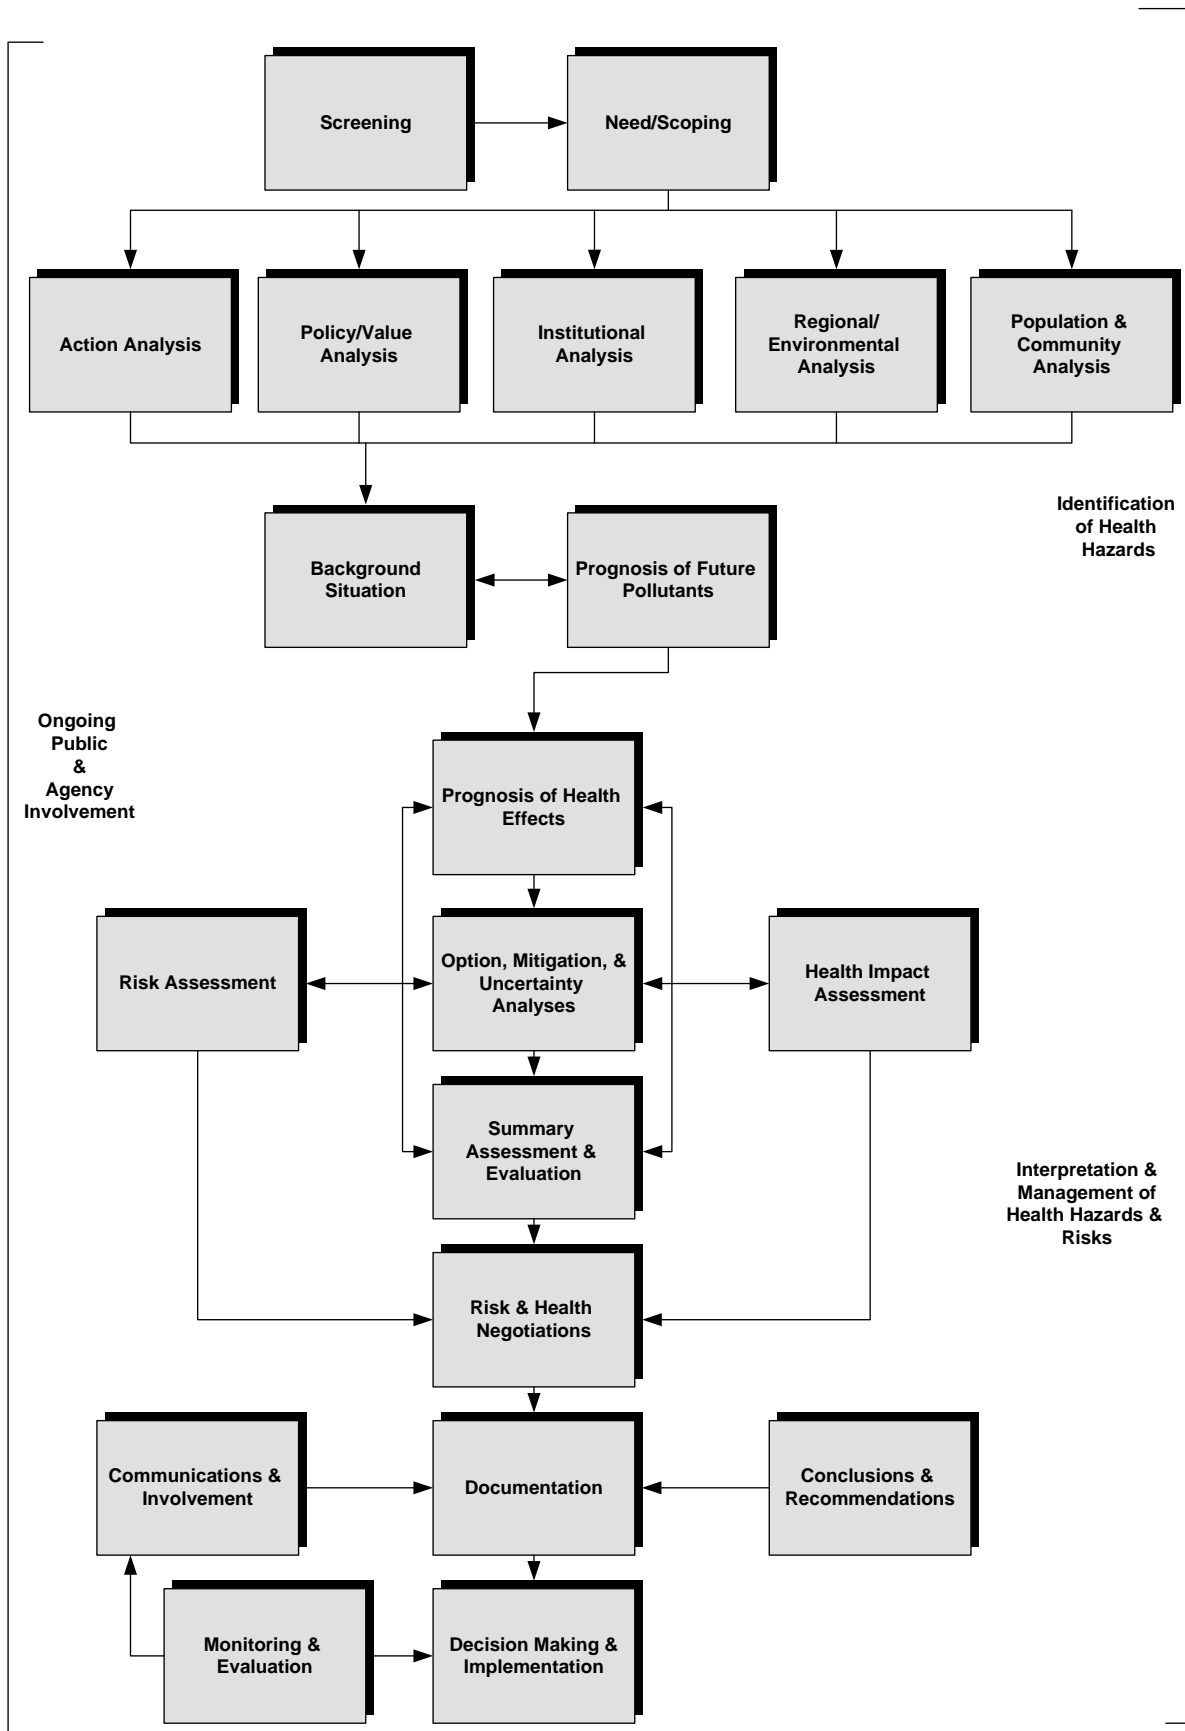 Screening
Need/Scoping
Action Analysis
Policy/Value
Analysis
Institutional
Analysis
Regional/
Environmental
Analysis
Population &
Community
Analysis
Identification
of Health
Hazards
Background
Situation
Prognosis of Future
Pollutants
Ongoing
Public
&
Agency
Involvement
Prognosis of Health
Effects
Risk Assessment
Option, Mitigation, &
Uncertainty
Analyses
Health Impact
Assessment
Summary
Assessment &
Evaluation
Interpretation &
Management of
Health Hazards &
Risks
Risk & Health
Negotiations
Communications &
Involvement
Documentation
Conclusions &
Recommendations
Monitoring &
Evaluation
Decision Making &
Implementation